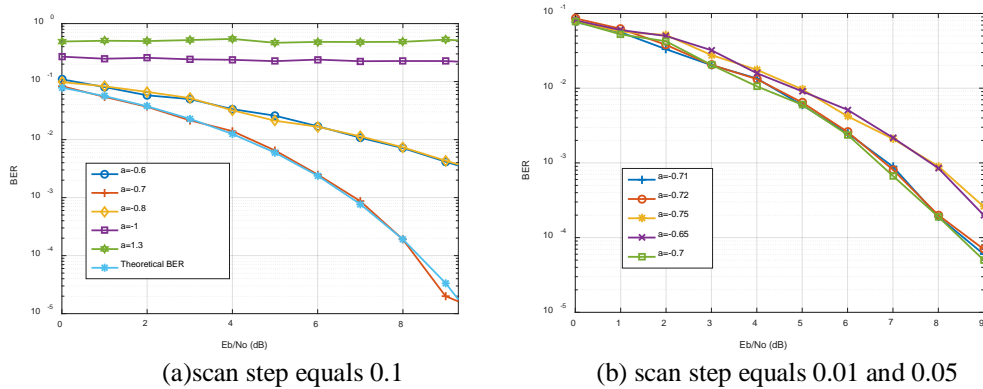 10^0
10^-1
10^-2
10^-3
10^-4
10^-5
BER
0 2 4 6 8
Eb/No (dB)
a=-0.6
a=-0.7
a=-0.8
a=-1
a=1.3
Theoretical BER
(a)scan step equals 0.1
10^-1
10^-2
10^-3
10^-4
10^-5
BER
0 1 2 3 4 5 6 7 8 9
Eb/No (dB)
a=-0.71
a=-0.72
a=-0.75
a=-0.65
a=-0.7
(b) scan step equals 0.01 and 0.05